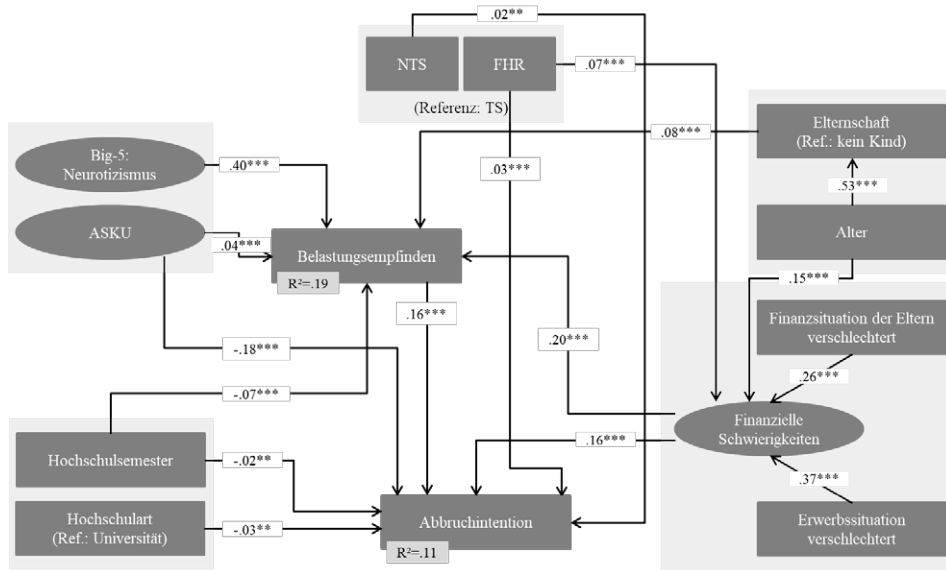 .02**
NTS
FHR
.07***
(Referenz: TS)
Elternschaft
(Ref.: kein Kind)
.08***
Big-5:
Neurotizismus
.40***
.03***
.53***
ASKU
.04***
Alter
Belastungsempfinden
R²=.19
.15***
.16***
Finanzsituation der Eltern
verschlechtert
-.18***
.20***
.26***
-.07***
Finanzielle
Schwierigkeiten
Hochschulsemester
-.02**
.16***
.37***
Hochschulart
(Ref.: Universität)
-.03**
Abbruchintention
R²=.11
Erwerbssituation
verschlechtert